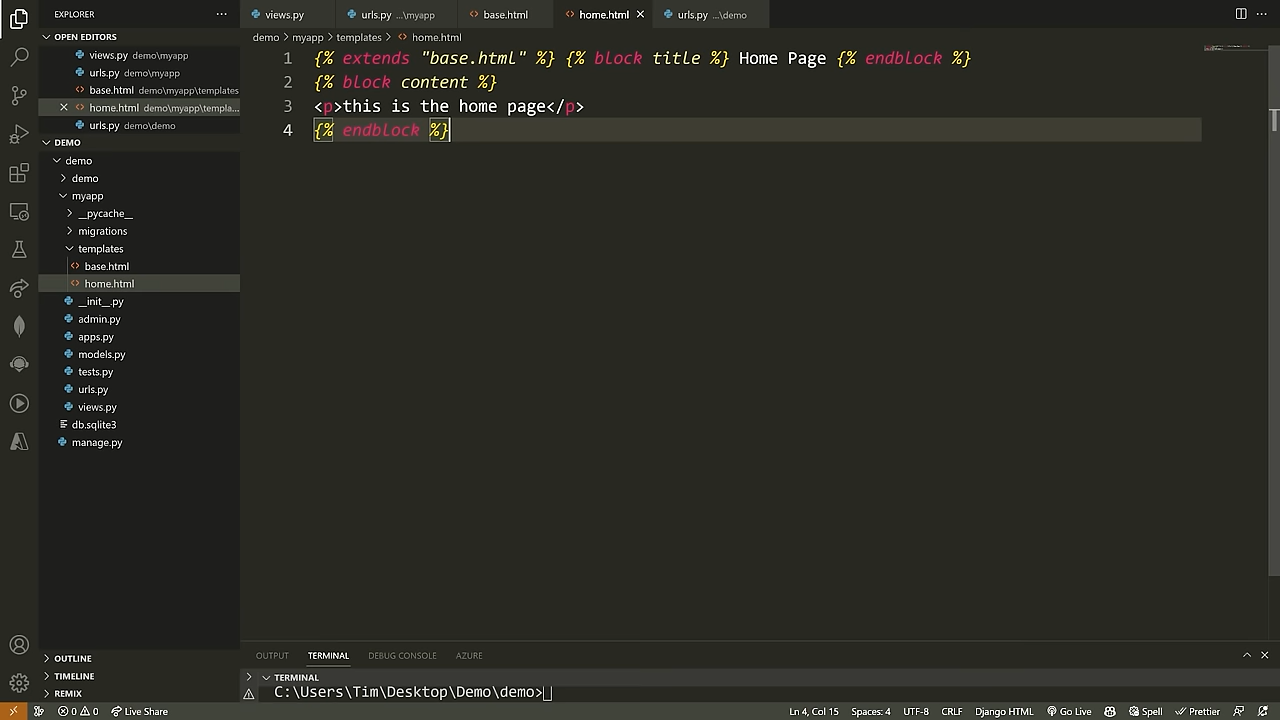 EXPLORER
views.py
urls.py ...\myapp
base.html
home.html
urls.py ...\demo
OPEN EDITORS
views.py demo\myapp
urls.py demo\myapp
base.html demo\myapp\templates
home.html demo\myapp\templa...
urls.py demo\demo
DEMO
demo
demo
myapp
__pycache__
migrations
templates
base.html
home.html
__init__.py
admin.py
apps.py
models.py
tests.py
urls.py
views.py
db.sqlite3
manage.py
OUTLINE
TIMELINE
REMIX
demo > myapp > templates > home.html
1 {% extends "base.html" %} {% block title %} Home Page {% endblock %}
2 {% block content %}
3 <p>this is the home page</p>
4 {% endblock %}
OUTPUT TERMINAL DEBUG CONSOLE AZURE
TERMINAL
C:\Users\Tim\Desktop\Demo\demo>
0 0 Live Share
Ln 4, Col 15 Spaces: 4 UTF-8 CRLF Django HTML Go Live Spell Prettier